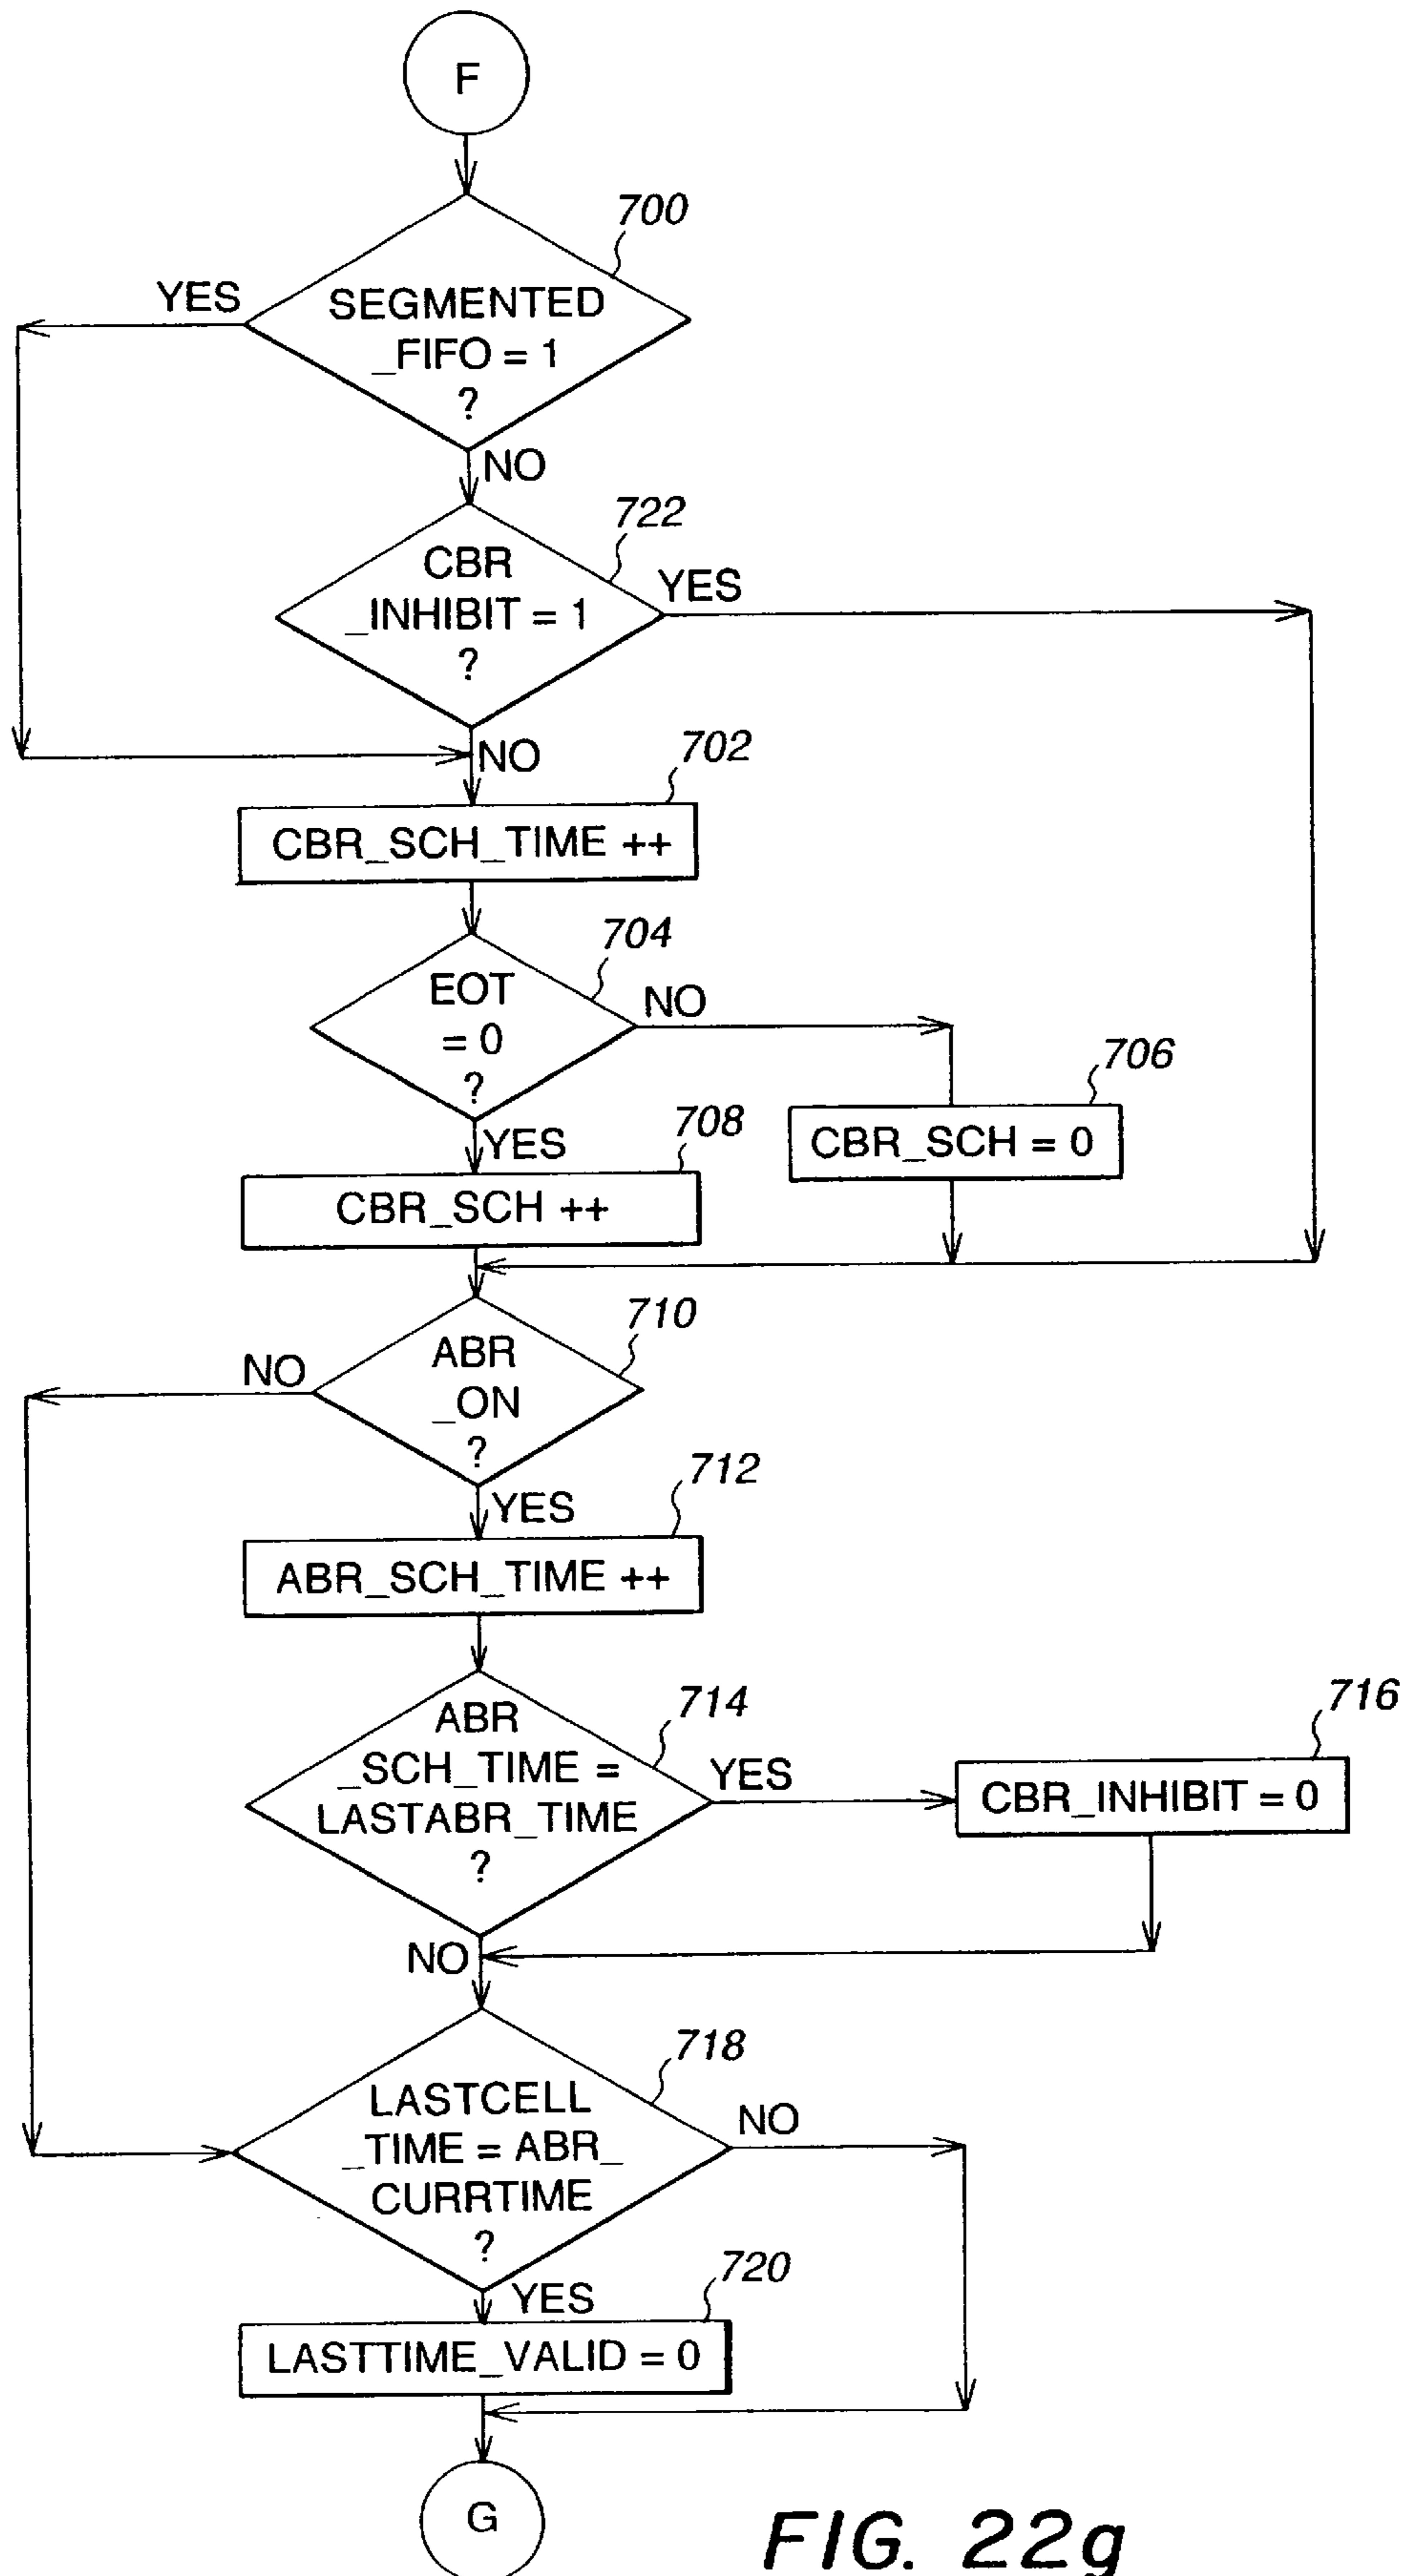 F
700
YES
SEGMENTED
_FIFO = 1
?
NO
722
CBR
_INHIBIT = 1
?
YES
NO
702
CBR_SCH_TIME ++
704
EOT
= 0
?
NO
706
CBR_SCH = 0
YES
708
CBR_SCH ++
710
ABR
_ON
?
NO
YES
712
ABR_SCH_TIME ++
714
ABR
_SCH_TIME =
LASTABR_TIME
?
YES
716
CBR_INHIBIT = 0
NO
718
LASTCELL
_TIME = ABR_
CURRTIME
?
NO
YES
720
LASTTIME_VALID = 0
G
FIG. 22g